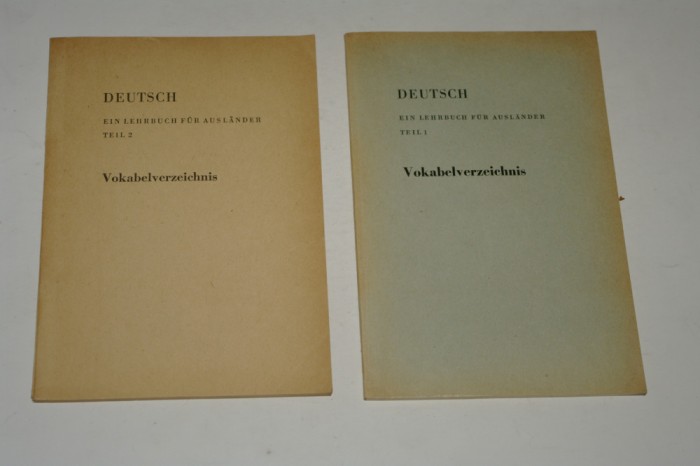 DEUTSCH
EIN LEHRBUCH FÜR AUSLÄNDER
TEIL 2
Vokabelverzeichnis
DEUTSCH
EIN LEHRBUCH FÜR AUSLÄNDER
TEIL 1
Vokabelverzeichnis